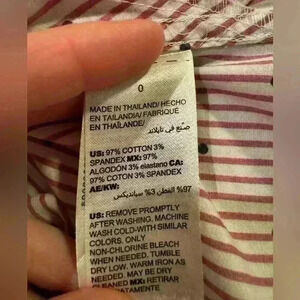 0
MADE IN THAILAND/ HECHO
EN TAILANDIA/ FABRIQUÉ
EN THAÏLANDE/
صنع في تايلاند
US: 97% COTTON 3%
SPANDEX MX: 97%
ALGODÓN 3% elastano CA:
97% COTON 3% SPANDEX
AE/KW:
97% القطن 3% سباندیکس
US: REMOVE PROMPTLY
AFTER WASHING. MACHINE
WASH COLD-WITH SIMILAR
COLORS. ONLY
NON-CHLORINE BLEACH
WHEN NEEDED. TUMBLE
DRY LOW. WARM IRON AS
NEEDED. MAY BE DRY
CLEANED MX: RETIRAR